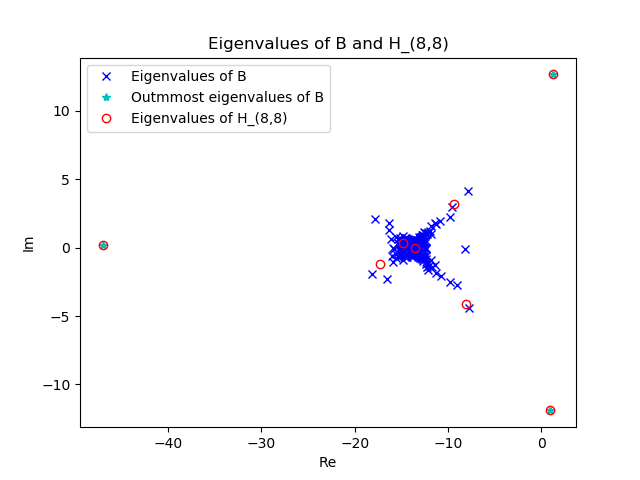 Eigenvalues of B and H_(8,8)
Eigenvalues of B
Outmmost eigenvalues of B
Eigenvalues of H_(8,8)
10
5
0
−5
−10
Im
−40
−30
−20
−10
0
Re